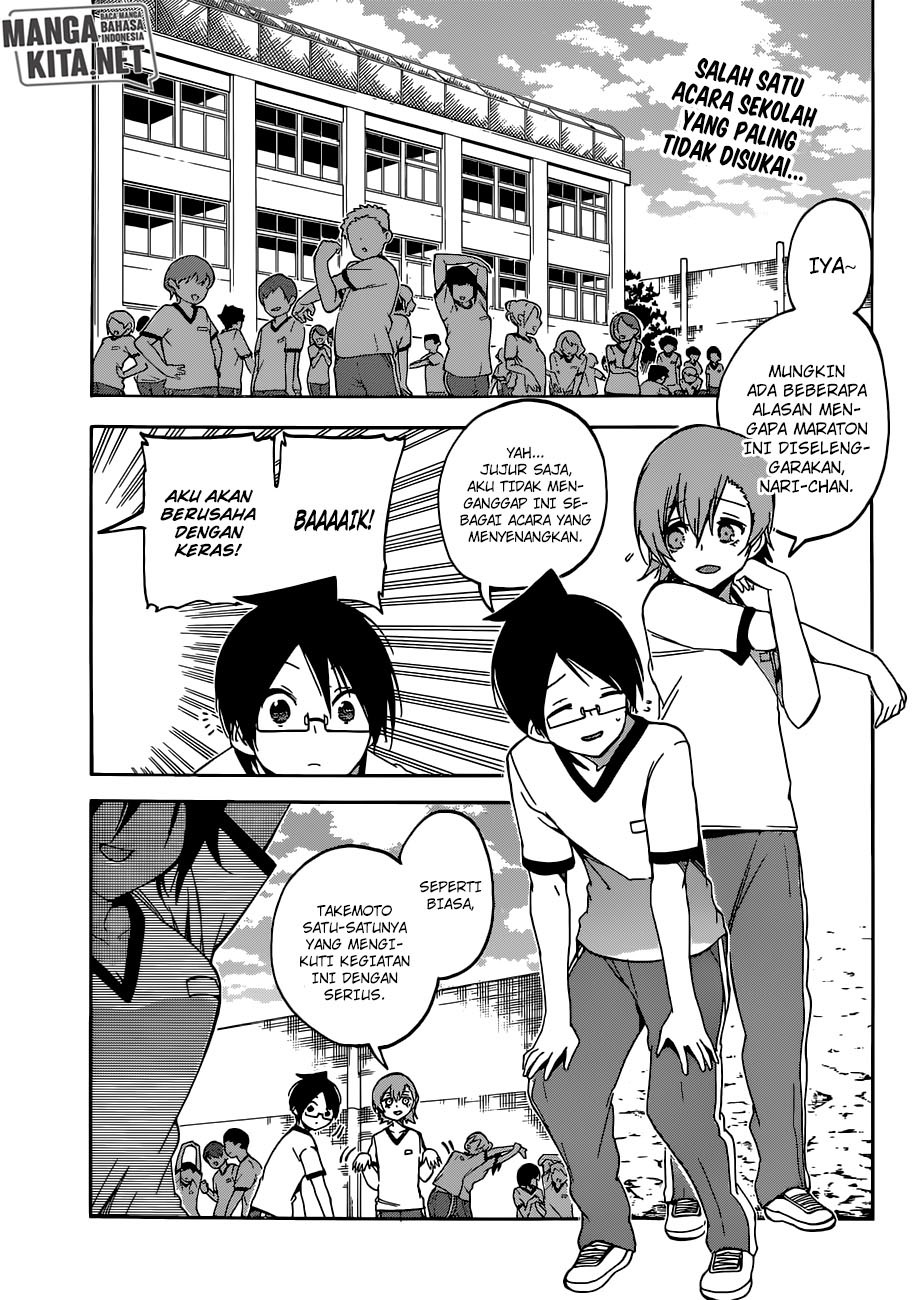 MANGA
KITA.NET
BACA MANGA
BAHASA
INDONESIA
SALAH SATU
ACARA SEKOLAH
YANG PALING
TIDAK DISUKAI...
IYA~
MUNGKIN
ADA BEBERAPA
ALASAN MEN-
GAPA MARATON
INI DISELENG-
GARAKAN,
NARI-CHAN.
YAH...
JUJUR SAJA,
AKU TIDAK MEN-
GANGGAP INI SE-
BAGAI ACARA YANG
MENYENANGKAN.
BAAAAIK!
AKU AKAN
BERUSAHA
DENGAN
KERAS!
SEPERTI
BIASA,
TAKEMOTO
SATU-SATUNYA
YANG MENGI-
KUTI KEGIATAN
INI DENGAN
SERIUS.